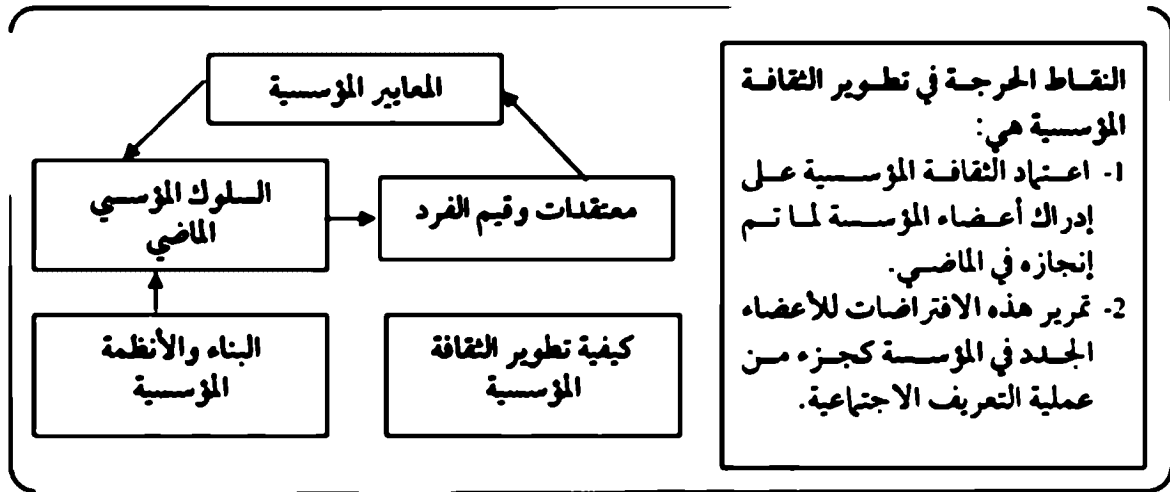 النقاط الحرجة في تطوير الثقافة
المؤسسية هي:
1- اعتماد الثقافة المؤسسية على
إدراك أعضاء المؤسسة لما تم
إنجازه في الماضي.
2- تمرير هذه الافتراضات للأعضاء
الجدد في المؤسسة كجزء من
عملية التعريف الاجتماعية.
المعايير المؤسسية
معتقدات وقيم الفرد
السلوك المؤسسي
الماضي
كيفية تطوير الثقافة
المؤسسية
البناء والأنظمة
المؤسسية